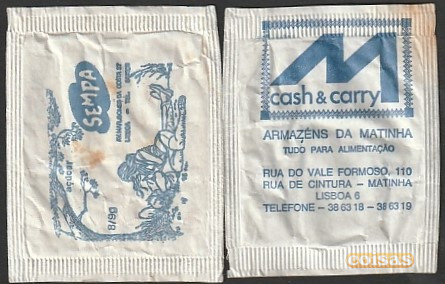 SEMPA
açúcar
8/9g
M
cash & carry
ARMAZÉNS DA MATINHA
TUDO PARA ALIMENTAÇÃO
RUA DO VALE FORMOSO, 110
RUA DE CINTURA - MATINHA
LISBOA 6
TELEFONE - 38 63 18 - 38 63 19
coisas